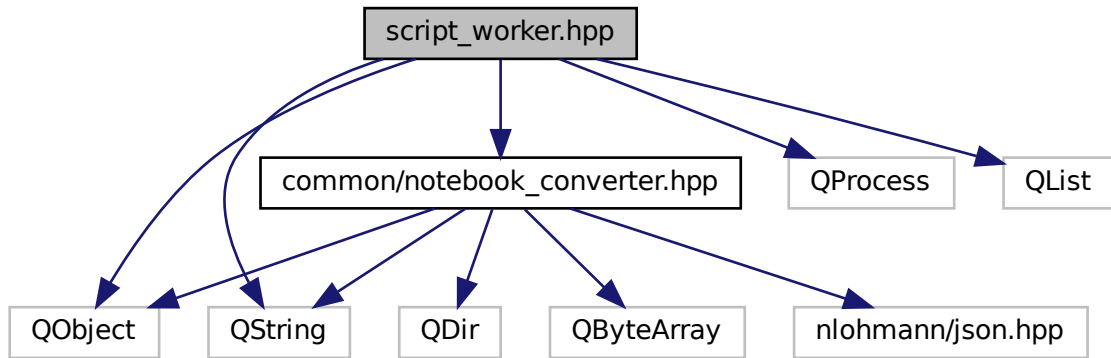 script_worker.hpp
common/notebook_converter.hpp
QProcess
QList
QObject
QString
QDir
QByteArray
nlohmann/json.hpp